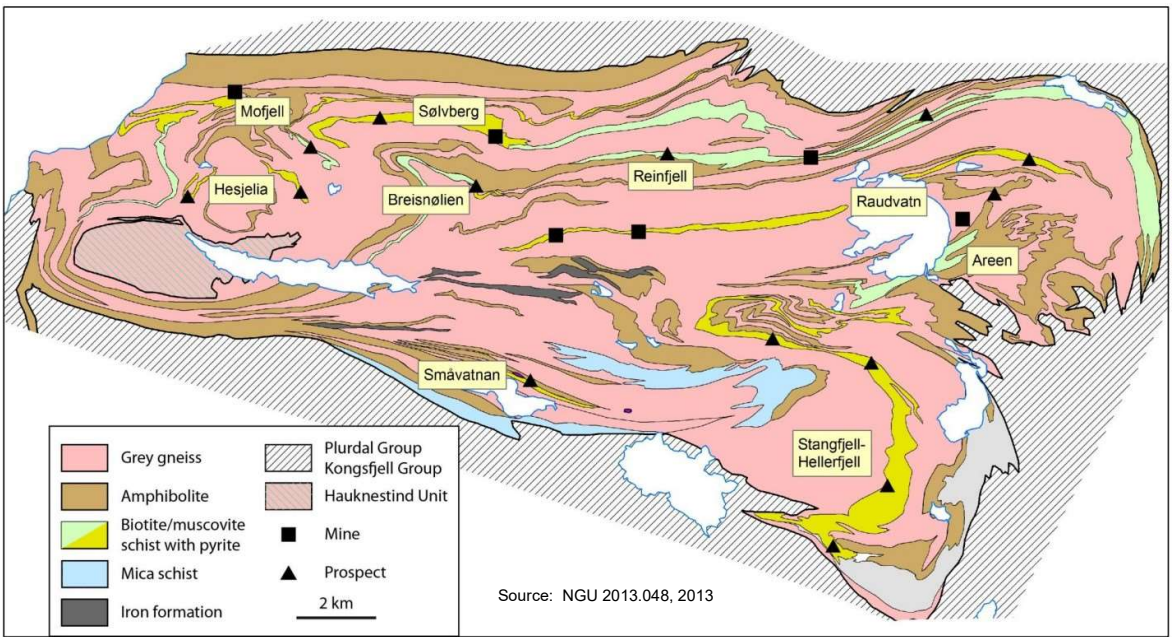 Mofjell
Sølvberg
Hesjelia
Breisnølien
Reinfjell
Raudvatn
Areen
Småvatnan
Stangfjell-
Hellerfjell
Grey gneiss
Amphibolite
Biotite/muscovite
schist with pyrite
Mica schist
Iron formation
Plurdal Group
Kongsfjell Group
Hauknestind Unit
Mine
Prospect
2 km
Source: NGU 2013.048, 2013